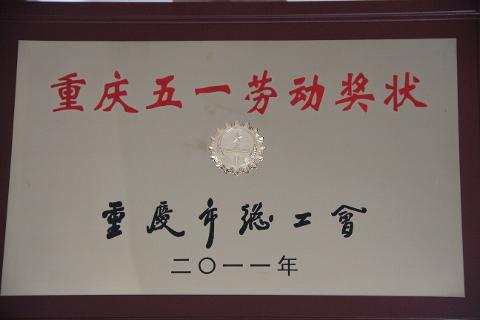 重庆五一劳动奖状
重慶市總工會
二〇一一年